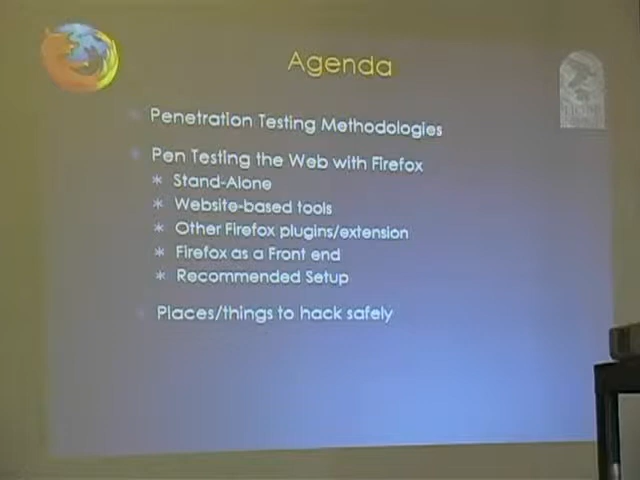 Agenda
Penetration Testing Methodologies
Pen Testing the Web with Firefox
* Stand-Alone
* Website-based tools
* Other Firefox plugins/extension
* Firefox as a Front end
* Recommended Setup
Places/things to hack safely